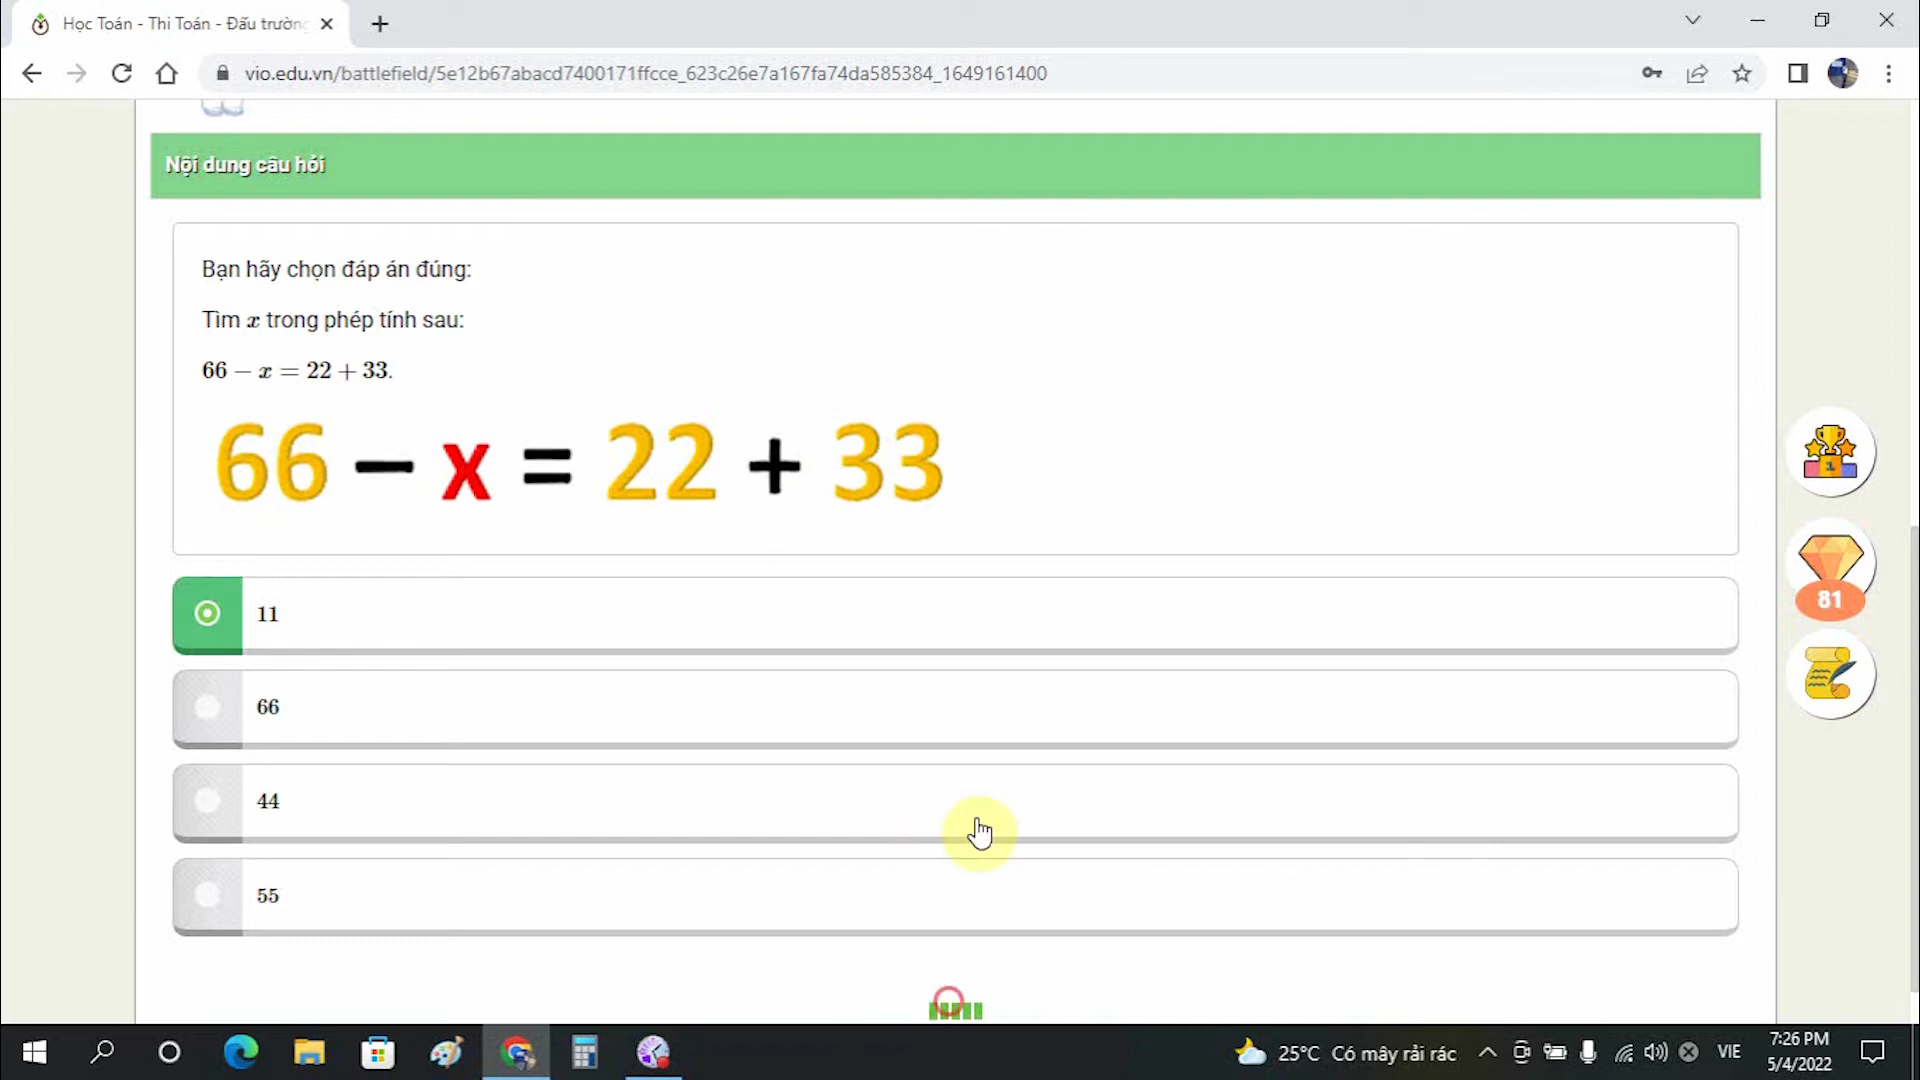 Học Toán - Thi Toán - Đấu trường
vio.edu.vn/battlefield/5e12b67abacd7400171ffcce_623c26e7a167fa74da585384_1649161400
Nội dung câu hỏi
Bạn hãy chọn đáp án đúng:
Tìm x trong phép tính sau:
66 − x = 22 + 33.
66 − x = 22 + 33
11
66
44
55
1
81
25°C Có mây rải rác
VIE
7:26 PM
5/4/2022